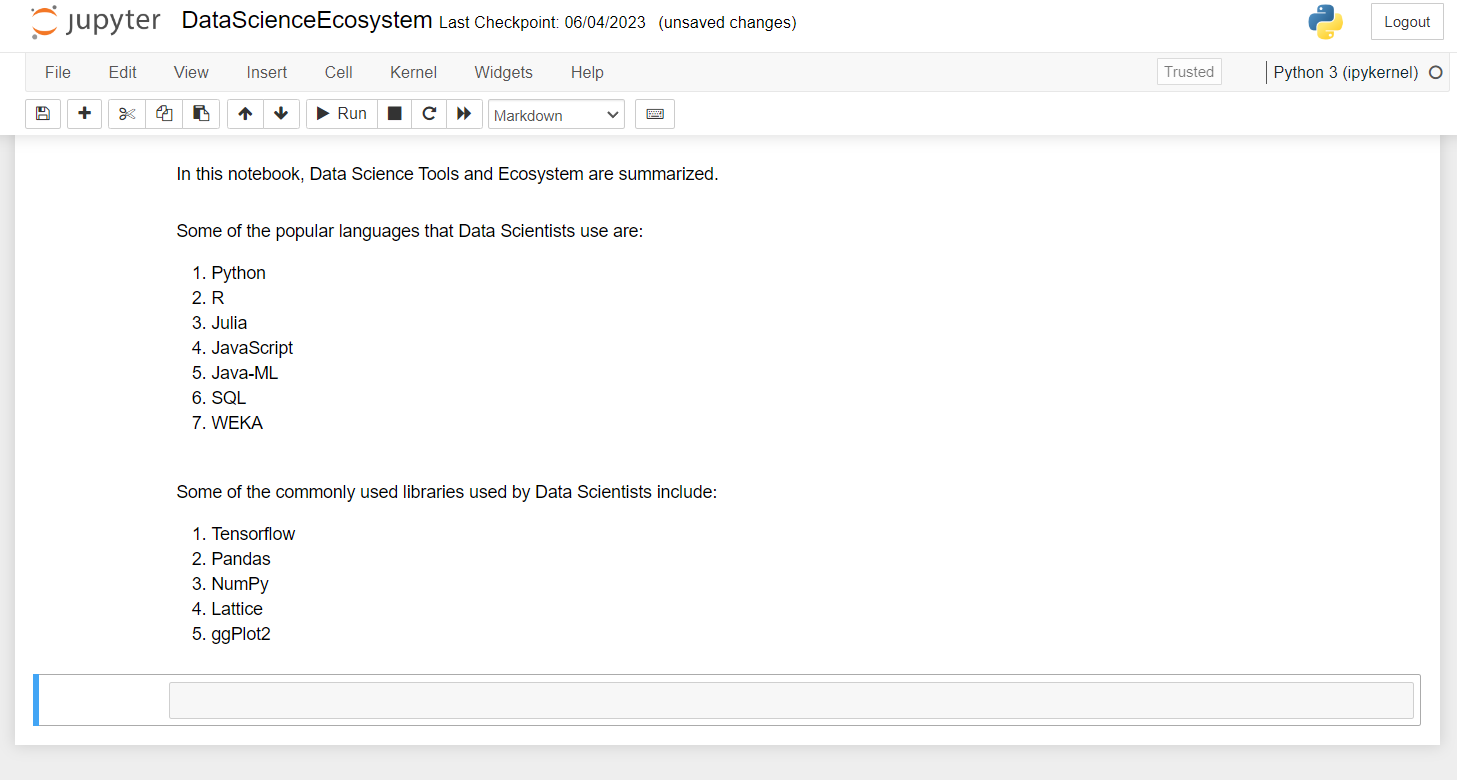 jupyter DataScienceEcosystem Last Checkpoint: 06/04/2023 (unsaved changes) Logout
File Edit View Insert Cell Kernel Widgets Help Trusted Python 3 (ipykernel)
Run Markdown
In this notebook, Data Science Tools and Ecosystem are summarized.
Some of the popular languages that Data Scientists use are:
1. Python
2. R
3. Julia
4. JavaScript
5. Java-ML
6. SQL
7. WEKA
Some of the commonly used libraries used by Data Scientists include:
1. Tensorflow
2. Pandas
3. NumPy
4. Lattice
5. ggPlot2